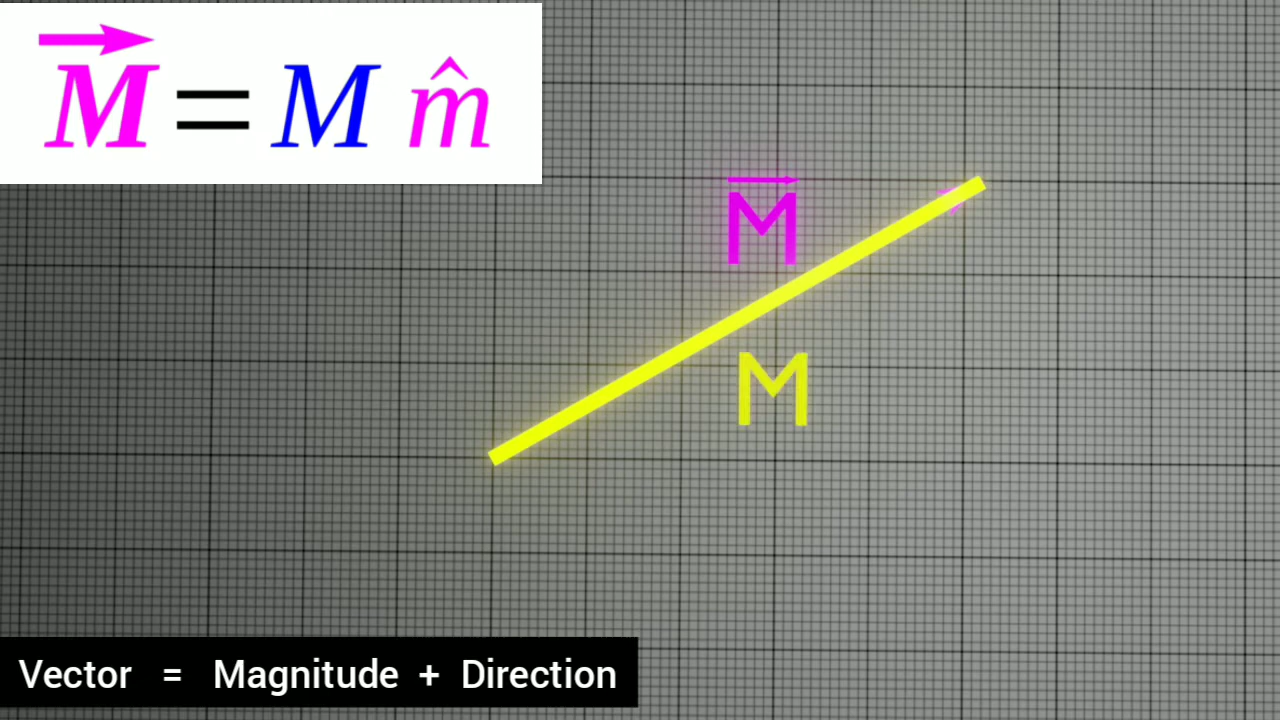 M⃗ = M m̂
M⃗
M
Vector = Magnitude + Direction